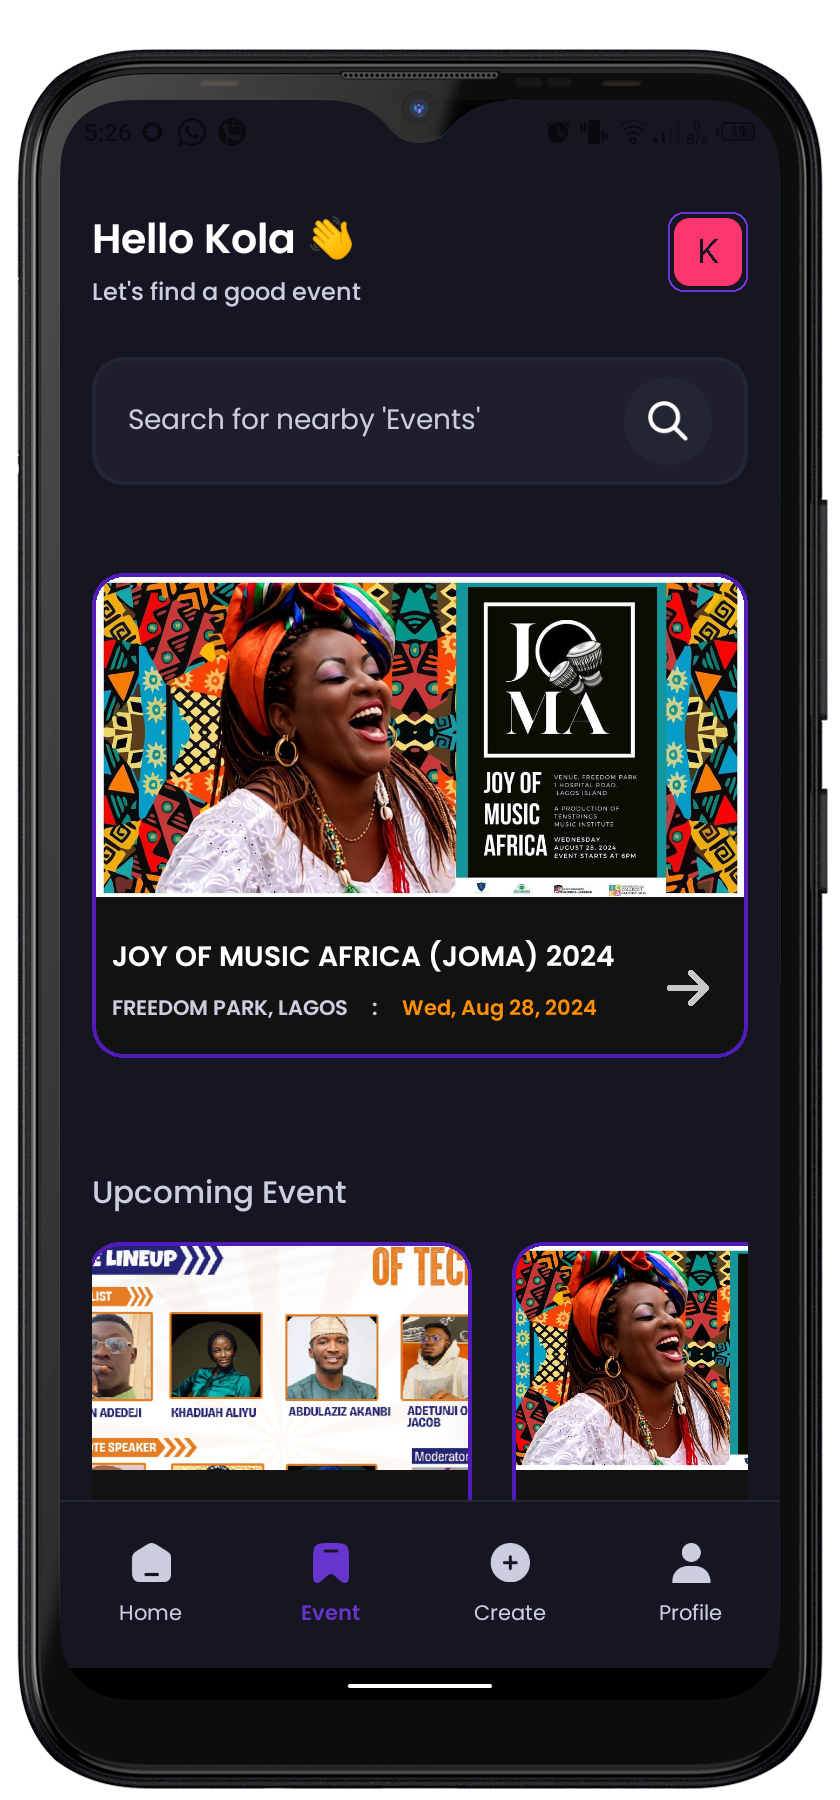 5:26
0
B/s
39
Hello Kola 👋
Let's find a good event
K
Search for nearby 'Events'
JO
MA
JOY OF
MUSIC
AFRICA
VENUE: FREEDOM PARK
1 HOSPITAL ROAD,
LAGOS ISLAND
A PRODUCTION OF
TENSTRINGS
MUSIC INSTITUTE
WEDNESDAY
AUGUST 28, 2024
EVENT STARTS AT 6PM
JOY OF MUSIC AFRICA (JOMA) 2024
FREEDOM PARK, LAGOS : Wed, Aug 28, 2024
Upcoming Event
E LINEUP
OF TECH
LIST
N ADEDEJI
KHADIJAH ALIYU
ABDULAZIZ AKANBI
ADETUNJI O
JACOB
OTE SPEAKER
Moderator
Home
Event
Create
Profile